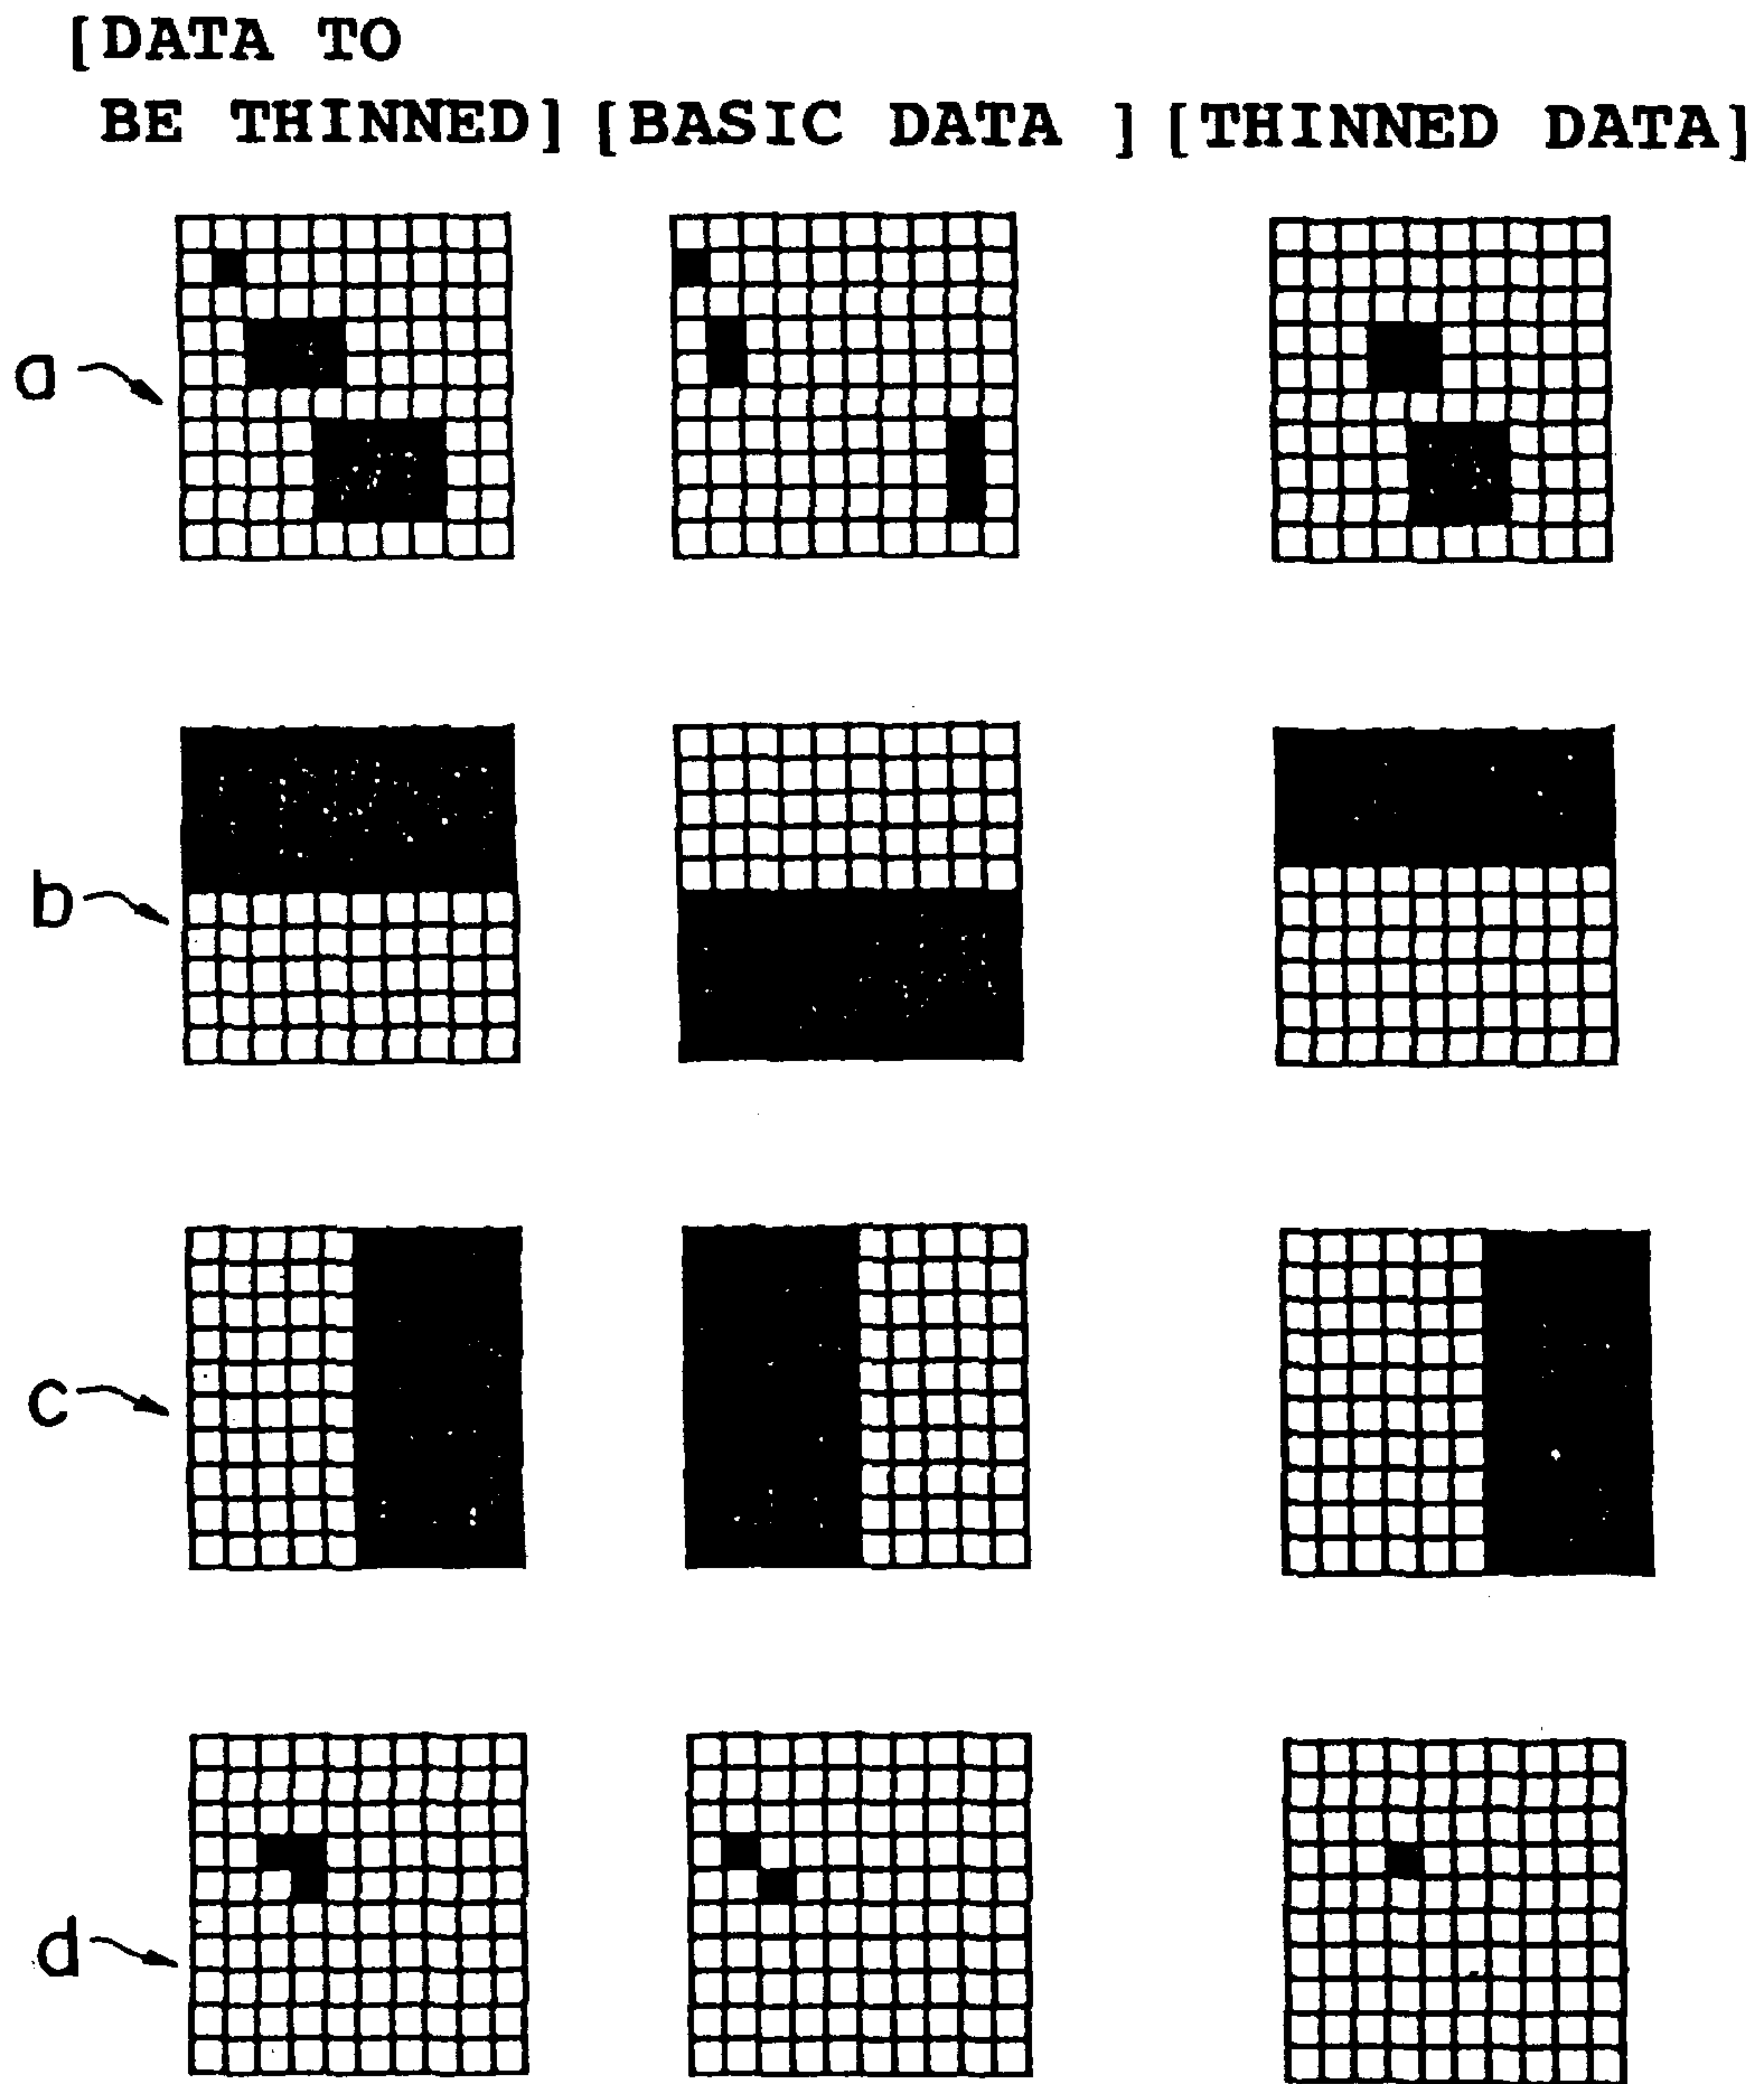 [DATA TO
BE THINNED] [BASIC DATA ] [THINNED DATA]
a
b
c
d